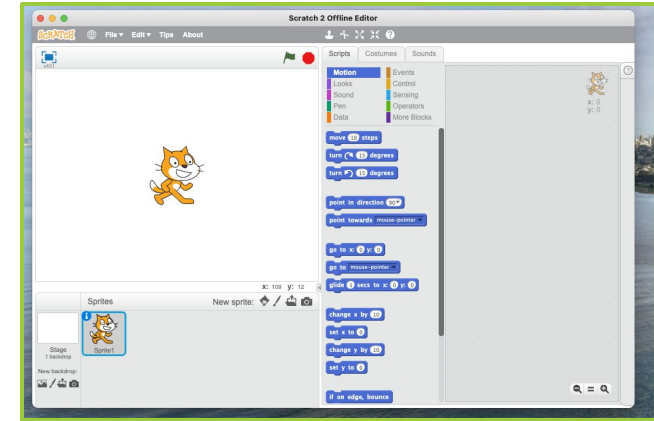 Scratch 2 Offline Editor
SCRATCH File▾ Edit▾ Tips About
Scripts Costumes Sounds
v461
Motion Events
Looks Control
Sound Sensing
Pen Operators
Data More Blocks
x: 0
y: 0
move 10 steps
turn 15 degrees
turn 15 degrees
point in direction 90▾
point towards mouse-pointer
go to x: 0 y: 0
go to mouse-pointer
glide 1 secs to x: 0 y: 0
change x by 10
set x to 0
change y by 10
set y to 0
if on edge, bounce
X: 109 y: 12
Sprites New sprite:
Stage
1 backdrop
Sprite1
New backdrop: